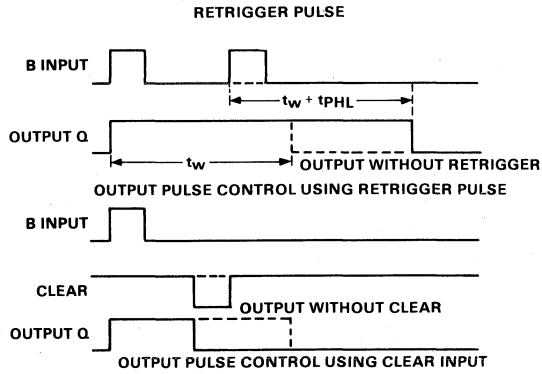 RETRIGGER PULSE
B INPUT
tw + tPHL
OUTPUT Q
tw
OUTPUT WITHOUT RETRIGGER
OUTPUT PULSE CONTROL USING RETRIGGER PULSE
B INPUT
CLEAR
OUTPUT WITHOUT CLEAR
OUTPUT Q
OUTPUT PULSE CONTROL USING CLEAR INPUT